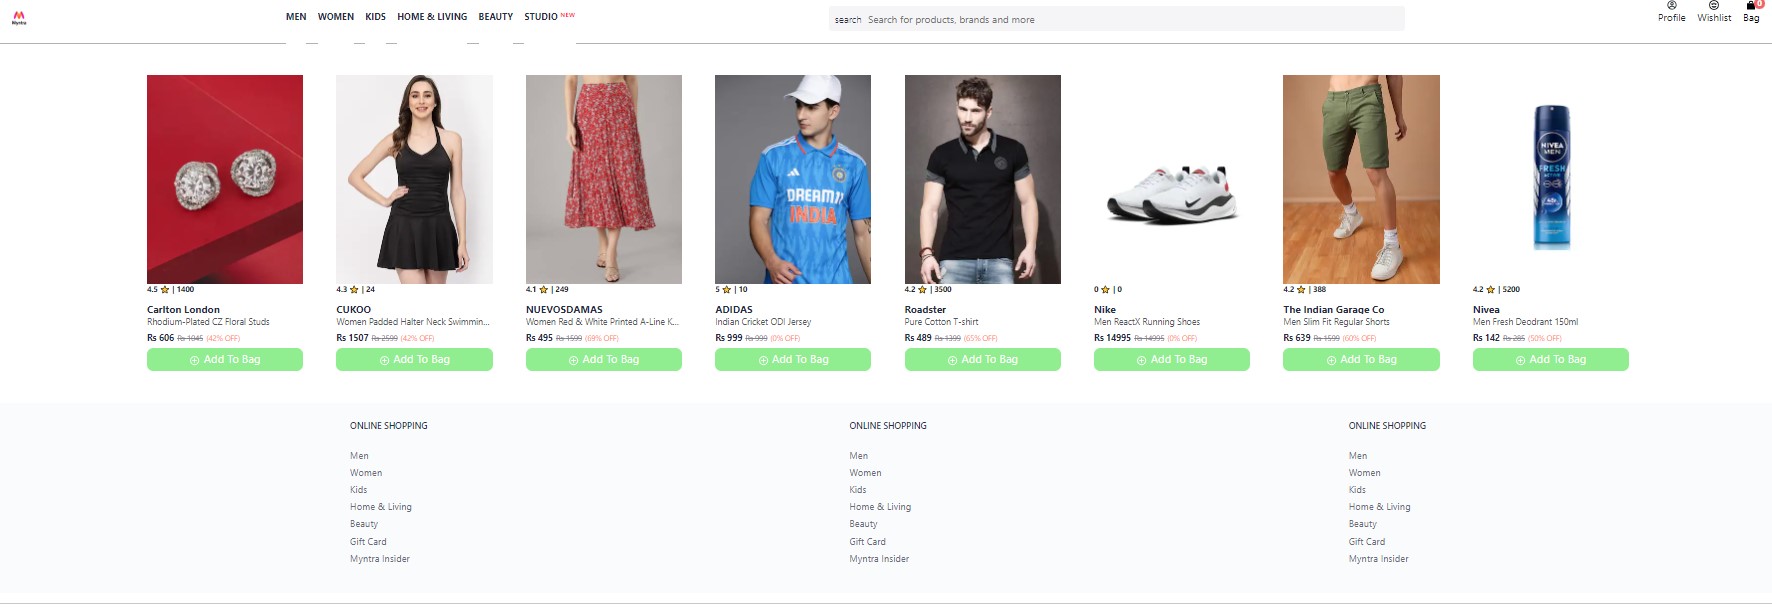 Myntra
MEN WOMEN KIDS HOME & LIVING BEAUTY STUDIO NEW
search Search for products, brands and more
Profile Wishlist Bag 0
DREAM11
INDIA
NIVEA
MEN
FRESH
ACTIVE
4.5 ⭐ | 1400
Carlton London
Rhodium-Plated CZ Floral Studs
Rs 606 Rs 1045 (42% OFF)
Add To Bag
4.3 ⭐ | 24
CUKOO
Women Padded Halter Neck Swimmin...
Rs 1507 Rs 2599 (42% OFF)
Add To Bag
4.1 ⭐ | 249
NUEVOSDAMAS
Women Red & White Printed A-Line K...
Rs 495 Rs 1599 (69% OFF)
Add To Bag
5 ⭐ | 10
ADIDAS
Indian Cricket ODI Jersey
Rs 999 Rs 999 (0% OFF)
Add To Bag
4.2 ⭐ | 3500
Roadster
Pure Cotton T-shirt
Rs 489 Rs 1399 (65% OFF)
Add To Bag
0 ⭐ | 0
Nike
Men ReactX Running Shoes
Rs 14995 Rs 14995 (0% OFF)
Add To Bag
4.2 ⭐ | 388
The Indian Garage Co
Men Slim Fit Regular Shorts
Rs 639 Rs 1599 (60% OFF)
Add To Bag
4.2 ⭐ | 5200
Nivea
Men Fresh Deodrant 150ml
Rs 142 Rs 285 (50% OFF)
Add To Bag
ONLINE SHOPPING
Men
Women
Kids
Home & Living
Beauty
Gift Card
Myntra Insider
ONLINE SHOPPING
Men
Women
Kids
Home & Living
Beauty
Gift Card
Myntra Insider
ONLINE SHOPPING
Men
Women
Kids
Home & Living
Beauty
Gift Card
Myntra Insider